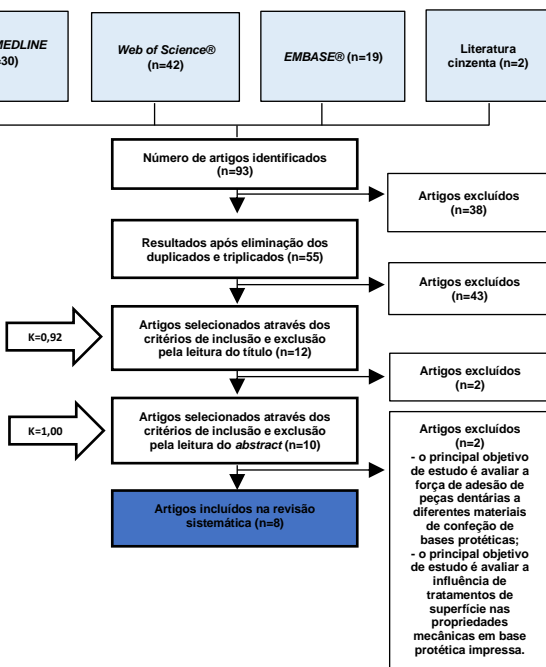 MEDLINE
=30)
Web of Science®
(n=42)
EMBASE® (n=19)
Literatura
cinzenta (n=2)
Número de artigos identificados
(n=93)
Artigos excluídos
(n=38)
Resultados após eliminação dos
duplicados e triplicados (n=55)
Artigos excluídos
(n=43)
K=0,92
Artigos selecionados através dos
critérios de inclusão e exclusão
pela leitura do título (n=12)
Artigos excluídos
(n=2)
K=1,00
Artigos selecionados através dos
critérios de inclusão e exclusão
pela leitura do abstract (n=10)
Artigos excluídos
(n=2)
- o principal objetivo
de estudo é avaliar a
força de adesão de
peças dentárias a
diferentes materiais
de confeção de
bases protéticas;
- o principal objetivo
de estudo é avaliar a
influência de
tratamentos de
superfície nas
propriedades
mecânicas em base
protética impressa.
Artigos incluídos na revisão
sistemática (n=8)